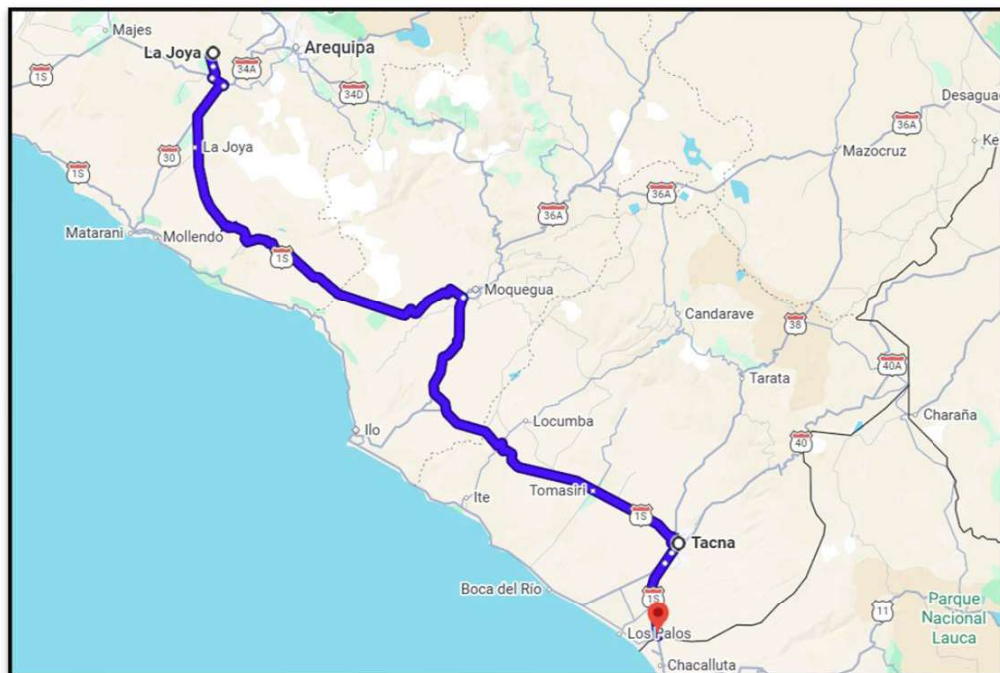 Majes
La Joya
Arequipa
34A
1S
34D
Desagua
36A
Ke
La Joya
30
Mazocruz
1S
36A
36A
Matarani
Mollendo
1S
Moquegua
Candarave
38
40A
Tarata
Charaña
Locumba
Ilo
40
Tomasiri
Ite
1S
Tacna
Boca del Río
1S
11
Parque
Nacional
Lauca
Los Palos
Chacalluta